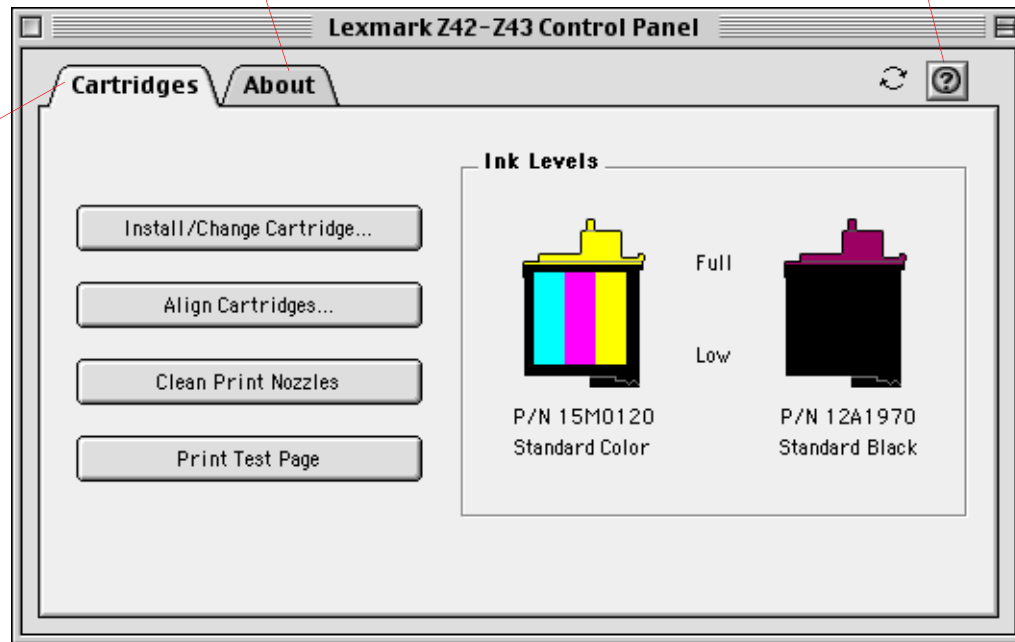 Lexmark Z42-Z43 Control Panel
Cartridges
About
?
Ink Levels
Install/Change Cartridge...
Align Cartridges...
Clean Print Nozzles
Print Test Page
Full
Low
P/N 15M0120
Standard Color
P/N 12A1970
Standard Black